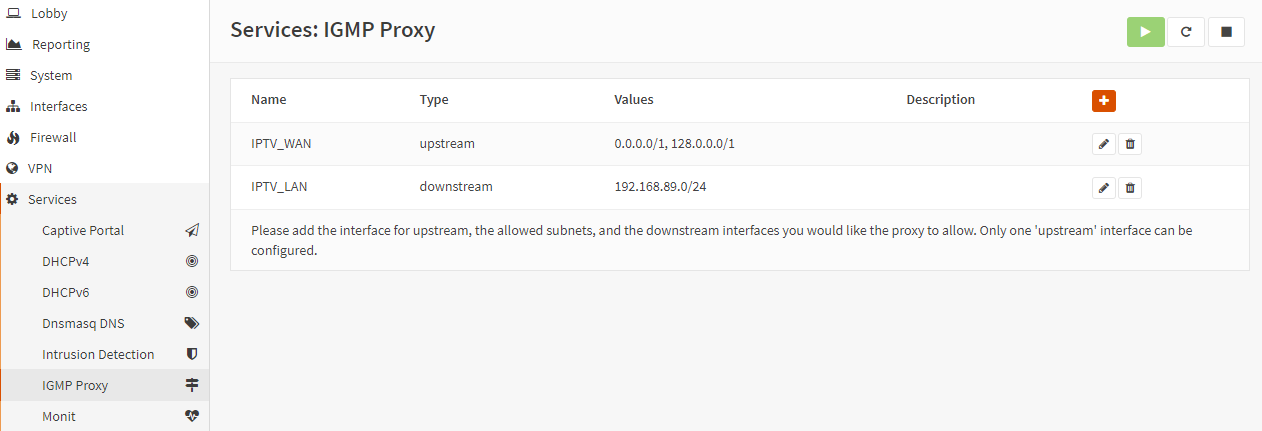 Lobby
Reporting
System
Interfaces
Firewall
VPN
Services
Captive Portal
DHCPv4
DHCPv6
Dnsmasq DNS
Intrusion Detection
IGMP Proxy
Monit
Services: IGMP Proxy
Name Type Values Description
IPTV_WAN upstream 0.0.0.0/1, 128.0.0.0/1
IPTV_LAN downstream 192.168.89.0/24
Please add the interface for upstream, the allowed subnets, and the downstream interfaces you would like the proxy to allow. Only one 'upstream' interface can be
configured.